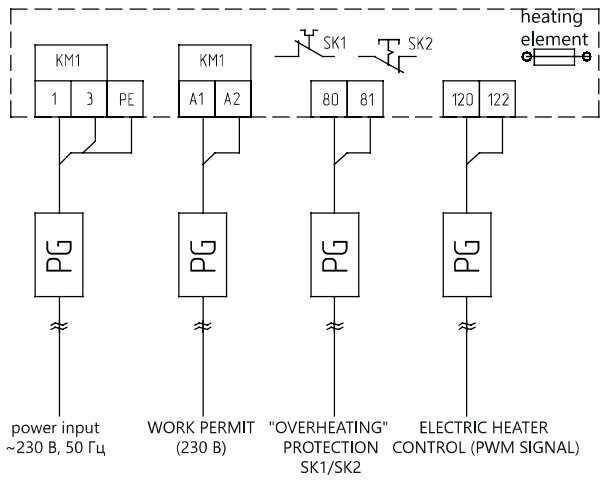 heating
element
SK1
SK2
KM1
KM1
1 3 PE
A1 A2
80 81
120 122
PG
PG
PG
PG
power input
~230 В, 50 Гц
WORK PERMIT
(230 В)
"OVERHEATING"
PROTECTION
SK1/SK2
ELECTRIC HEATER
CONTROL (PWM SIGNAL)